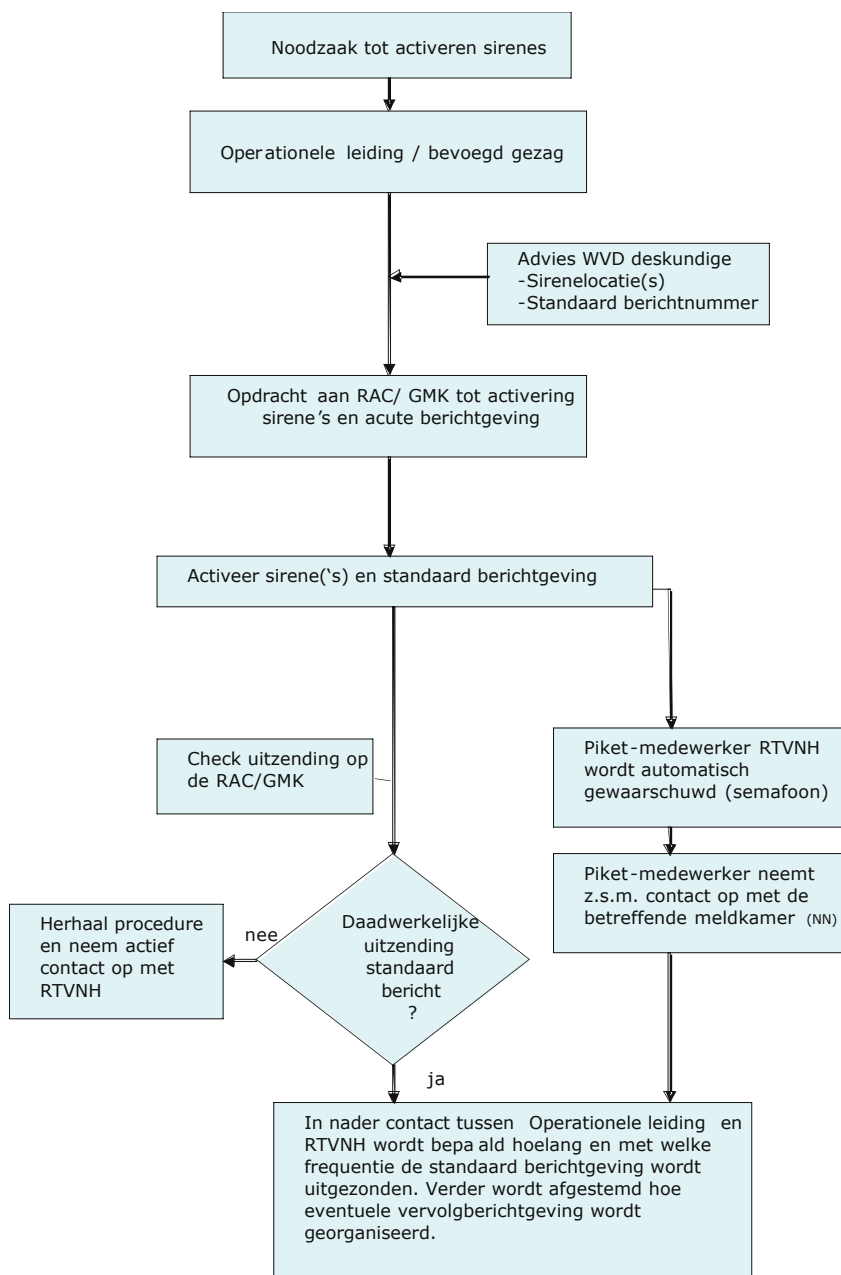 Noodzaak tot activeren sirenes
Operationele leiding / bevoegd gezag
Advies WVD deskundige
-Sirenelocatie(s)
-Standaard berichtnummer
Opdracht aan RAC/ GMK tot activering
sirene's en acute berichtgeving
Activeer sirene('s) en standaard berichtgeving
Check uitzending op
de RAC/GMK
Piket-medewerker RTVNH
wordt automatisch
gewaarschuwd (semafoon)
Piket-medewerker neemt
z.s.m. contact op met de
betreffende meldkamer (NN)
Herhaal procedure
en neem actief
contact op met
RTVNH
nee
Daadwerkelijke
uitzending
standaard
bericht
?
ja
In nader contact tussen Operationele leiding en
RTVNH wordt bepa ald hoelang en met welke
frequentie de standaard berichtgeving wordt
uitgezonden. Verder wordt afgestemd hoe
eventuele vervolgberichtgeving wordt
georganiseerd.